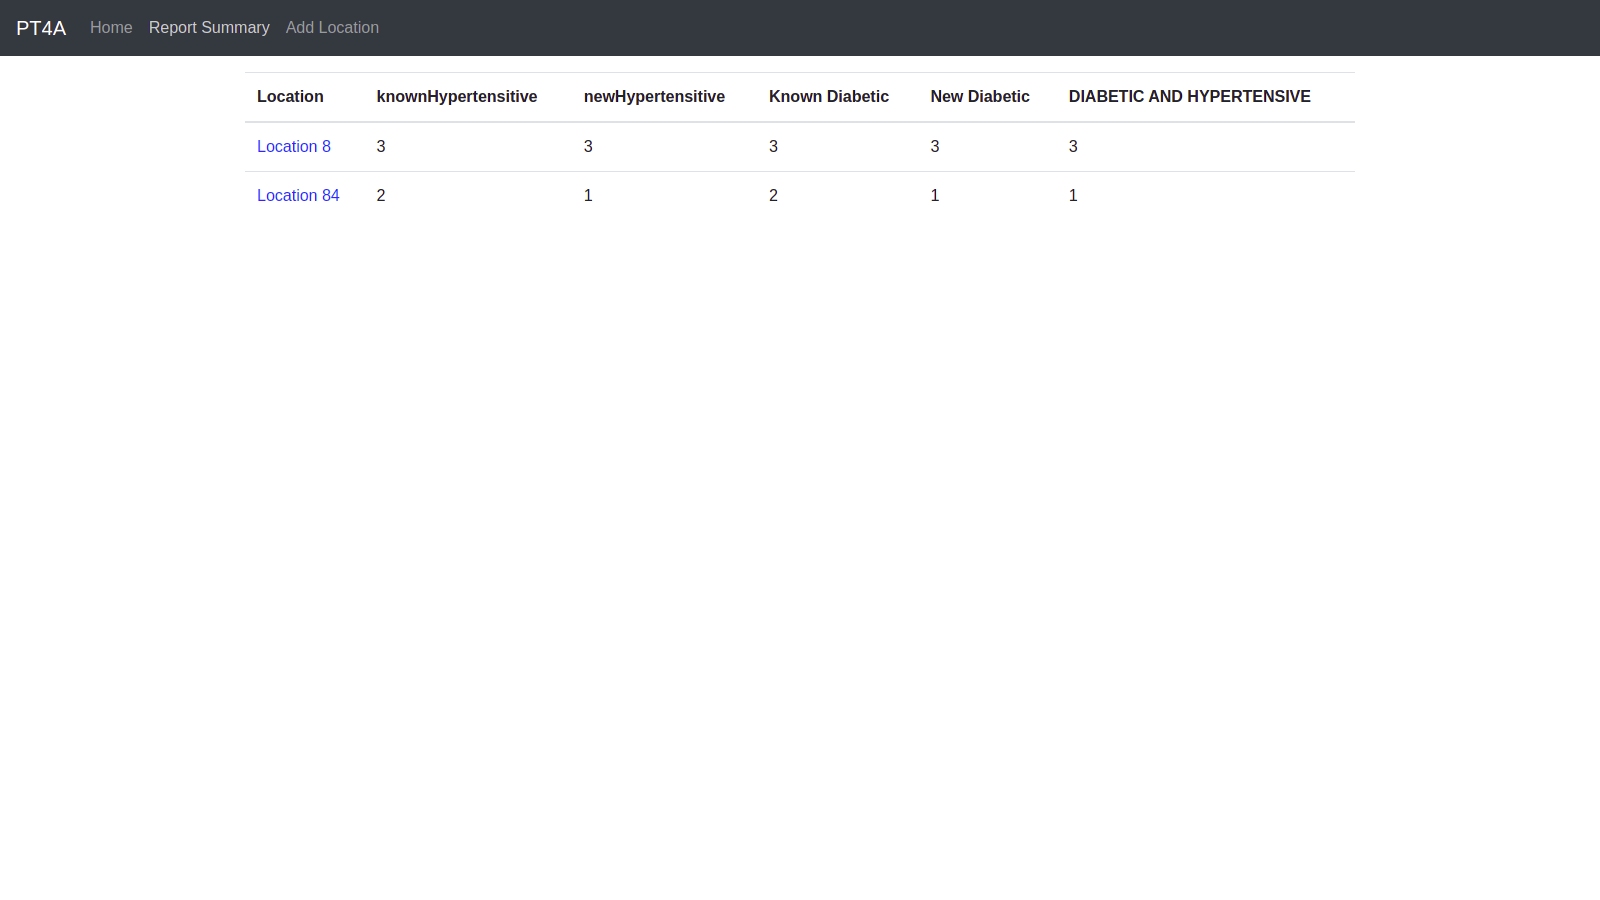 PT4A Home Report Summary Add Location
Location knownHypertensitive newHypertensitive Known Diabetic New Diabetic DIABETIC AND HYPERTENSIVE
Location 8 3 3 3 3 3
Location 84 2 1 2 1 1